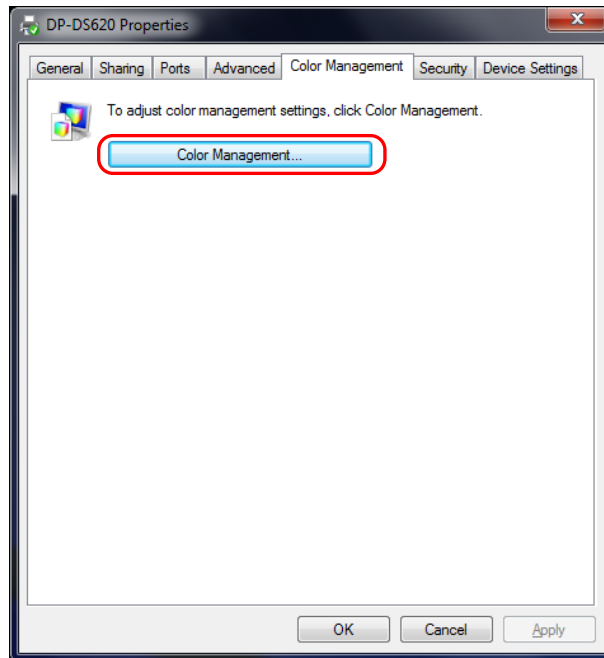 DP-DS620 Properties
General Sharing Ports Advanced Color Management Security Device Settings
To adjust color management settings, click Color Management.
Color Management...
OK Cancel Apply